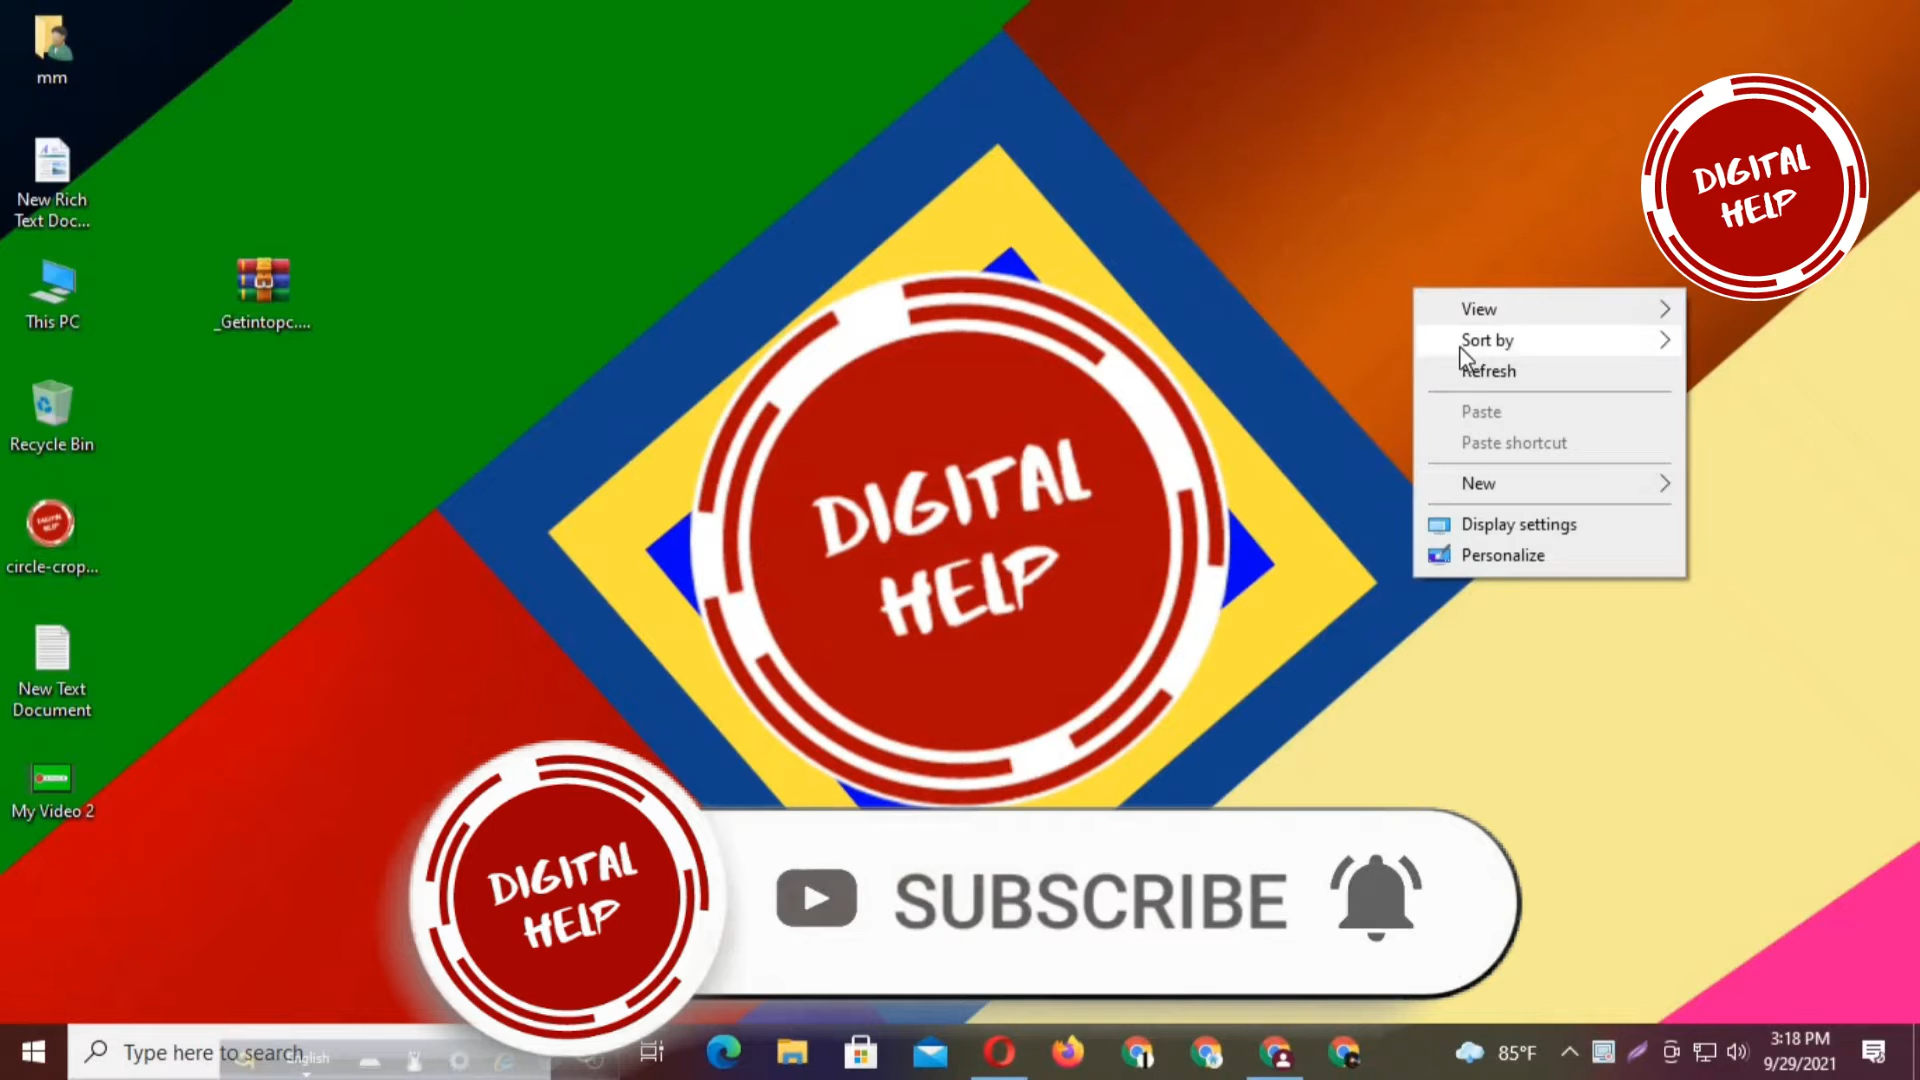 mm
New Rich
Text Doc...
This PC
_Getintopc....
Recycle Bin
circle-crop...
New Text
Document
My Video 2
DIGITAL
HELP
DIGITAL
HELP
View
Sort by
Refresh
Paste
Paste shortcut
New
Display settings
Personalize
DIGITAL
HELP
SUBSCRIBE
Type here to search
English
85°F
3:18 PM
9/29/2021